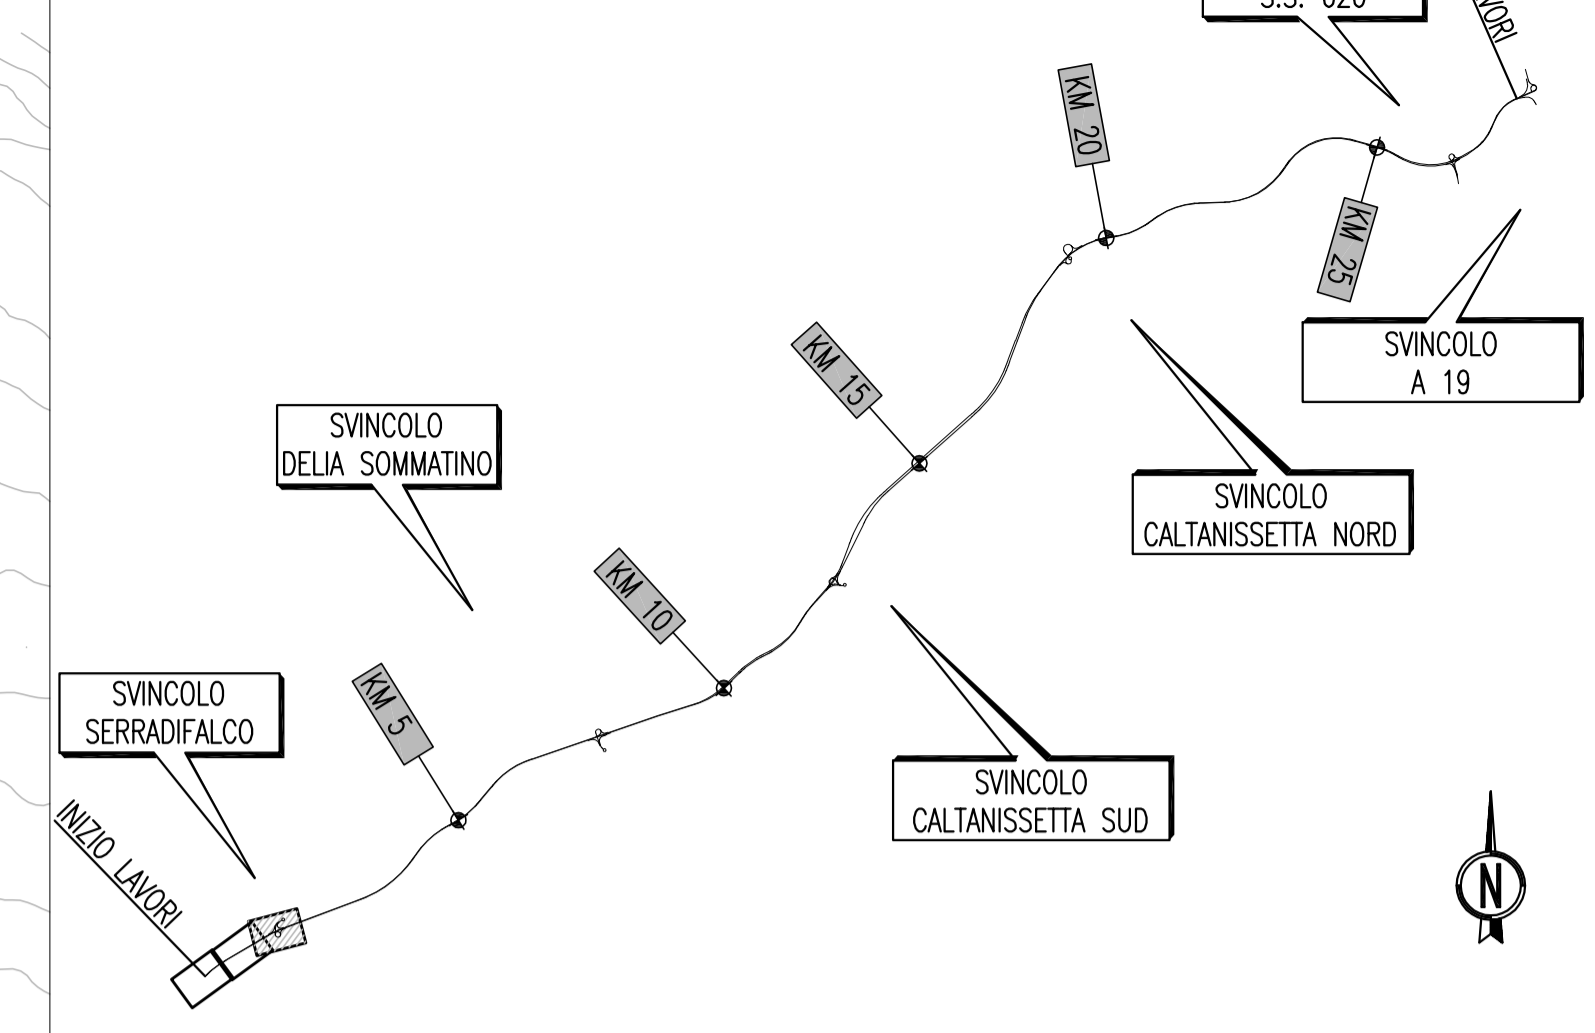 S.S. 626
KM 20
KM 25
SVINCOLO
A 19
KM 15
SVINCOLO
DELIA SOMMATINO
SVINCOLO
CALTANISSETTA NORD
KM 10
KM 5
SVINCOLO
SERRADIFALCO
SVINCOLO
CALTANISSETTA SUD
INIZIO LAVORI
N